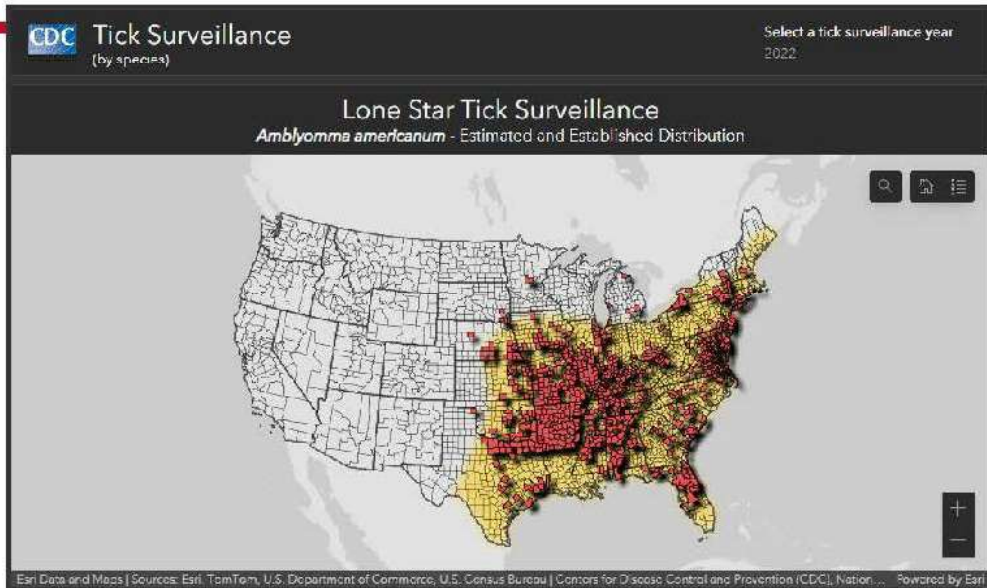 CDC
Tick Surveillance
(by species)
Select a tick surveillance year
2022
Lone Star Tick Surveillance
Amblyomma americanum - Estimated and Established Distribution
+
−
Esri Data and Maps | Sources: Esri, TomTom, U.S. Department of Commerce, U.S. Census Bureau | Centers for Disease Control and Prevention (CDC), Nation... Powered by Esri